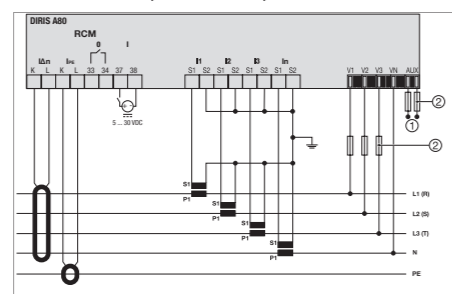 DIRIS A80
RCM
0 I
IΔn IPE I1 I2 I3 In
K L K L 33 34 37 38 S1 S2 S1 S2 S1 S2 S1 S2 V1 V2 V3 VN AUX
5 ... 30 VDC
1
2
2
S1
P1
L1 (R)
S1
P1
L2 (S)
S1
P1
L3 (T)
S1
P1
N
PE